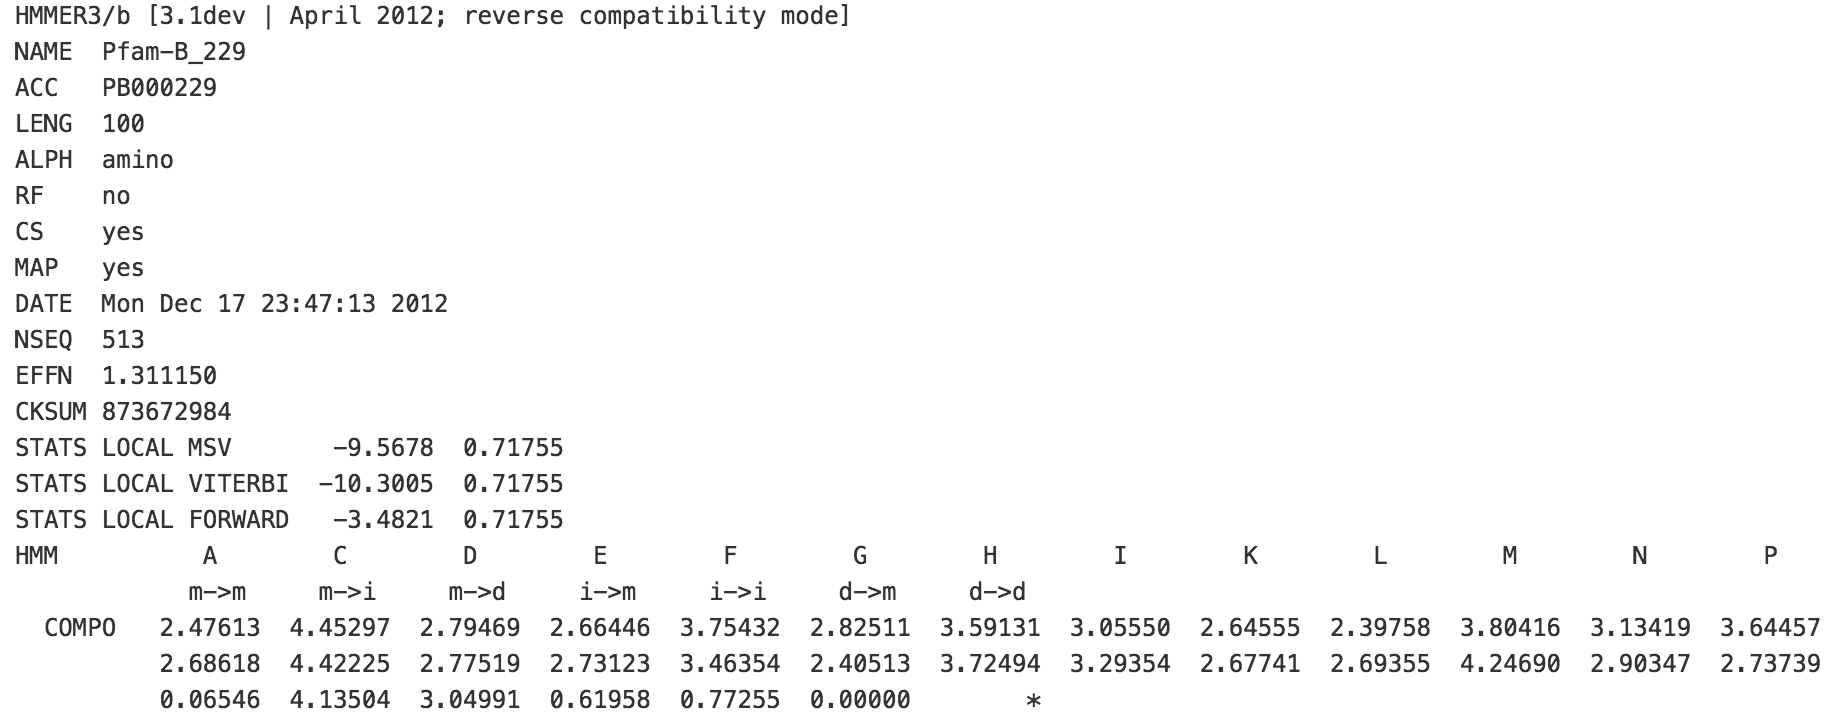 HMMER3/b [3.1dev | April 2012; reverse compatibility mode]
NAME  Pfam-B_229
ACC   PB000229
LENG  100
ALPH  amino
RF    no
CS    yes
MAP   yes
DATE  Mon Dec 17 23:47:13 2012
NSEQ  513
EFFN  1.311150
CKSUM 873672984
STATS LOCAL MSV       -9.5678  0.71755
STATS LOCAL VITERBI  -10.3005  0.71755
STATS LOCAL FORWARD   -3.4821  0.71755
HMM          A        C        D        E        F        G        H        I        K        L        M        N        P
            m->m     m->i     m->d     i->m     i->i     d->m     d->d
  COMPO   2.47613  4.45297  2.79469  2.66446  3.75432  2.82511  3.59131  3.05550  2.64555  2.39758  3.80416  3.13419  3.64457
          2.68618  4.42225  2.77519  2.73123  3.46354  2.40513  3.72494  3.29354  2.67741  2.69355  4.24690  2.90347  2.73739
          0.06546  4.13504  3.04991  0.61958  0.77255  0.00000        *